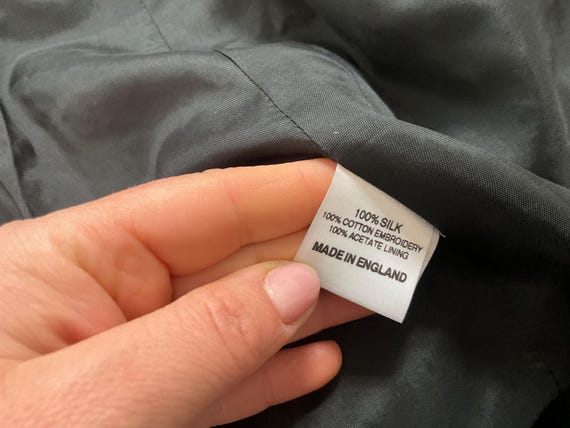 100% SILK
100% COTTON EMBROIDERY
100% ACETATE LINING
MADE IN ENGLAND